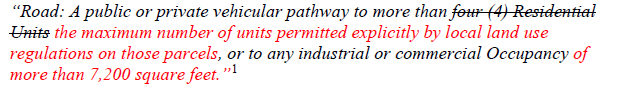 “Road: A public or private vehicular pathway to more than four (4) Residential
Units the maximum number of units permitted explicitly by local land use
regulations on those parcels, or to any industrial or commercial Occupancy of
more than 7,200 square feet.”1